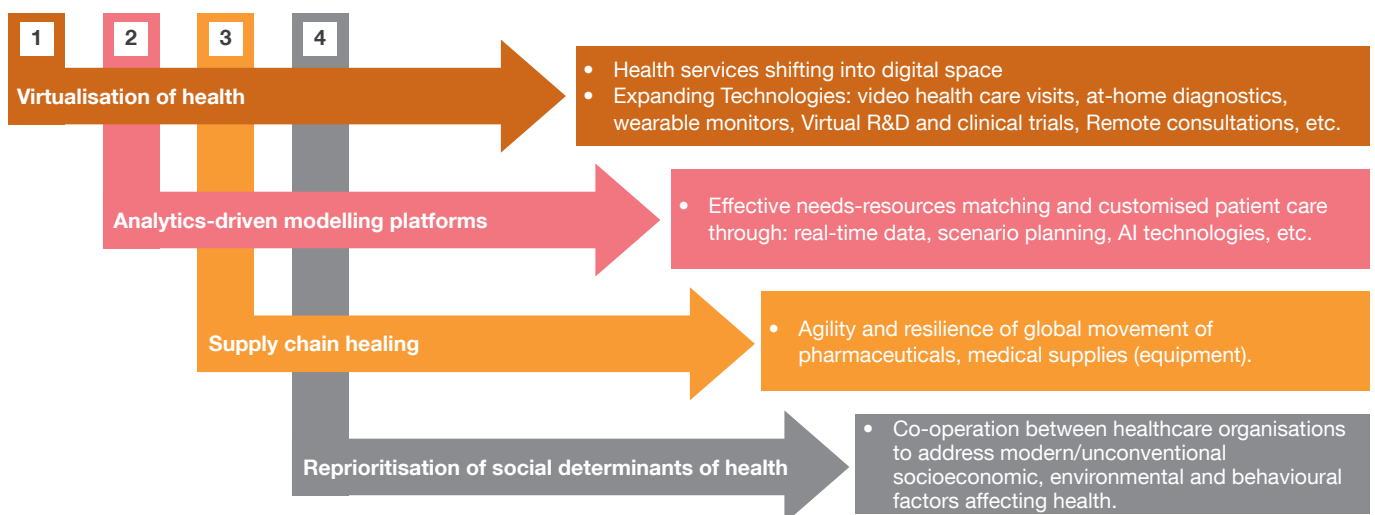 1
2
3
4
Virtualisation of health
• Health services shifting into digital space
• Expanding Technologies: video health care visits, at-home diagnostics,
wearable monitors, Virtual R&D and clinical trials, Remote consultations, etc.
Analytics-driven modelling platforms
• Effective needs-resources matching and customised patient care
through: real-time data, scenario planning, AI technologies, etc.
Supply chain healing
• Agility and resilience of global movement of
pharmaceuticals, medical supplies (equipment).
Reprioritisation of social determinants of health
• Co-operation between healthcare organisations
to address modern/unconventional
socioeconomic, environmental and behavioural
factors affecting health.